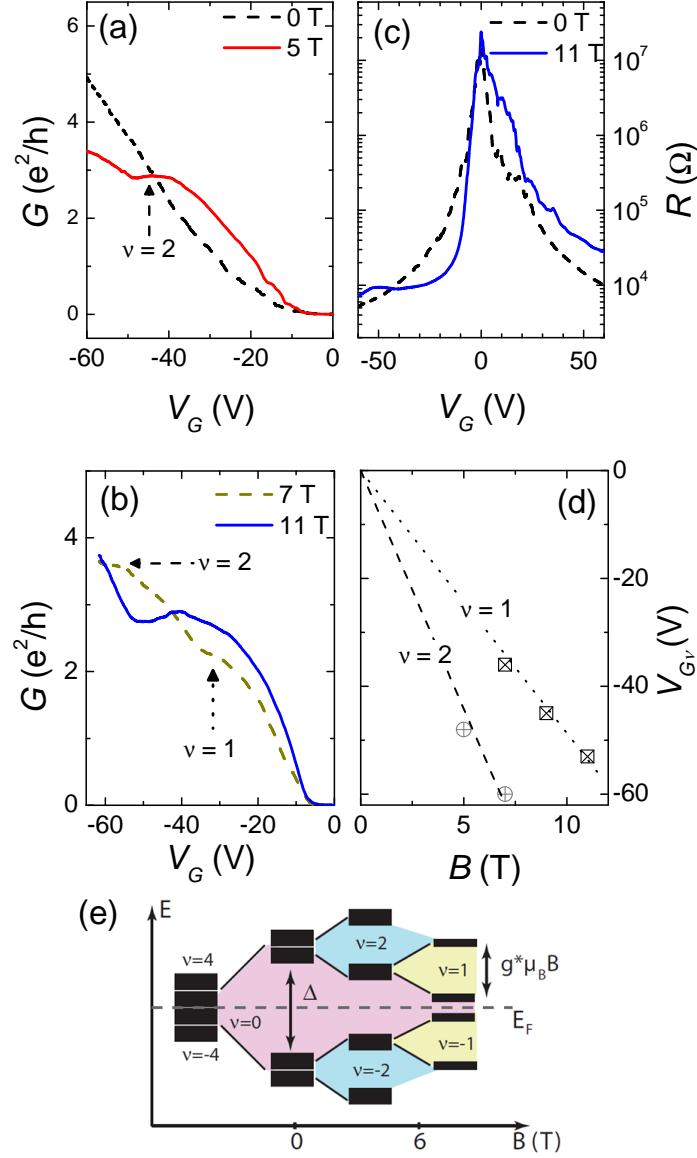 (a)
0 T
5 T
G (e²/h)
6
4
2
0
ν = 2
-60
-40
-20
0
V_G (V)
(c)
0 T
11 T
10⁷
10⁶
10⁵
10⁴
R (Ω)
-50
0
50
V_G (V)
(b)
7 T
11 T
G (e²/h)
4
2
0
ν = 2
ν = 1
-60
-40
-20
0
V_G (V)
(d)
0
-20
-40
-60
V_Gν (V)
ν = 1
ν = 2
0
5
10
B (T)
(e)
E
ν=4
ν=0
ν=-4
Δ
ν=2
ν=-2
ν=1
ν=-1
g*μ_BB
E_F
0
6
B (T)